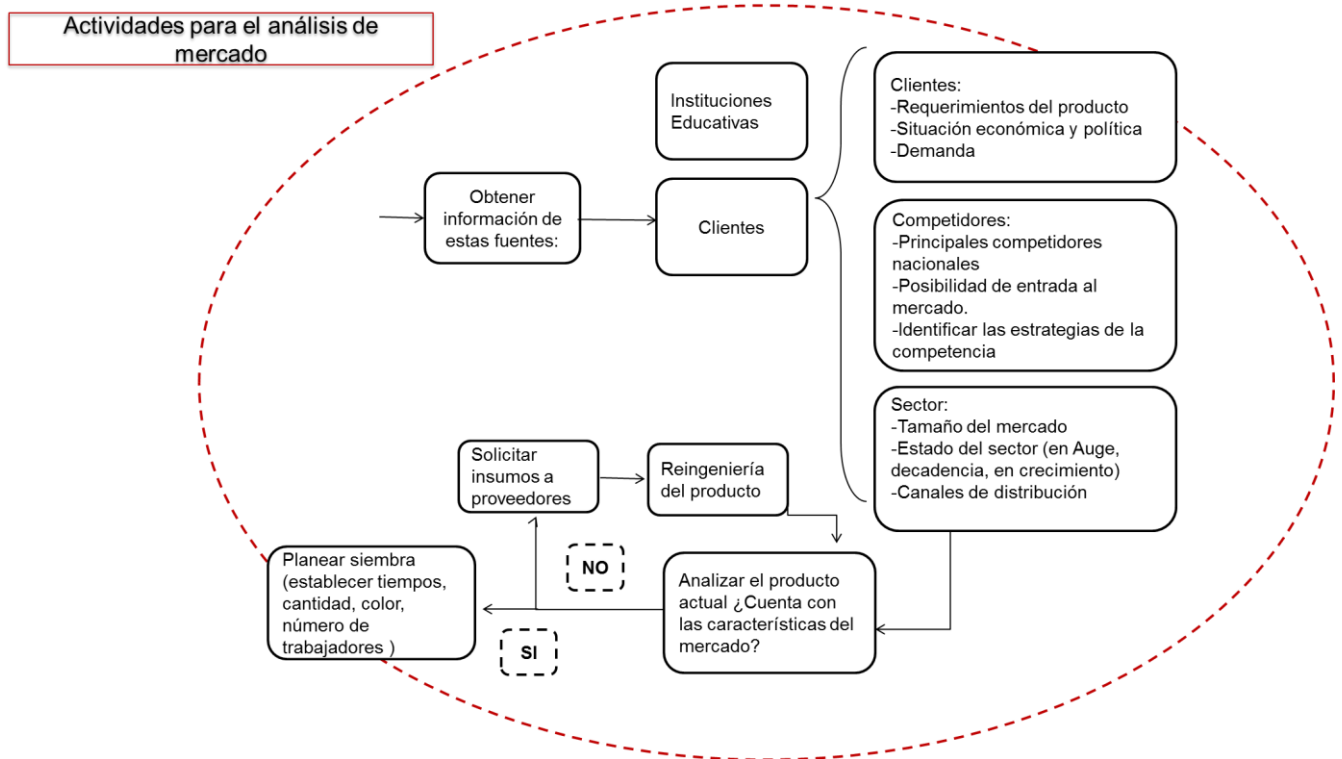 Actividades para el análisis de
mercado
Instituciones
Educativas
Clientes:
-Requerimientos del producto
-Situación económica y política
-Demanda
Obtener
información de
estas fuentes:
Clientes
Competidores:
-Principales competidores
nacionales
-Posibilidad de entrada al
mercado.
-Identificar las estrategias de la
competencia
Sector:
-Tamaño del mercado
-Estado del sector (en Auge,
decadencia, en crecimiento)
-Canales de distribución
Solicitar
insumos a
proveedores
Reingeniería
del producto
Planear siembra
(establecer tiempos,
cantidad, color,
número de
trabajadores )
NO
SI
Analizar el producto
actual ¿Cuenta con
las características del
mercado?